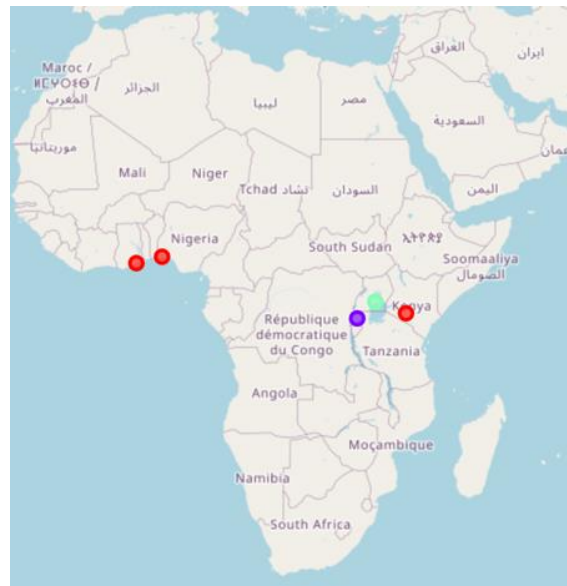 العراق
ایران
Maroc /
ⵍⵎⵖⵔⵉⴱ /
المغرب
الجزائر
ليبيا
مصر
السعودية
موريتانيا
عمان
Mali
Niger
Tchad تشاد
السودان
اليمن
Nigeria
South Sudan
ኢትዮጵያ
Soomaaliya
الصومال
Kenya
République
démocratique
du Congo
Tanzania
Angola
Moçambique
Namibia
South Africa